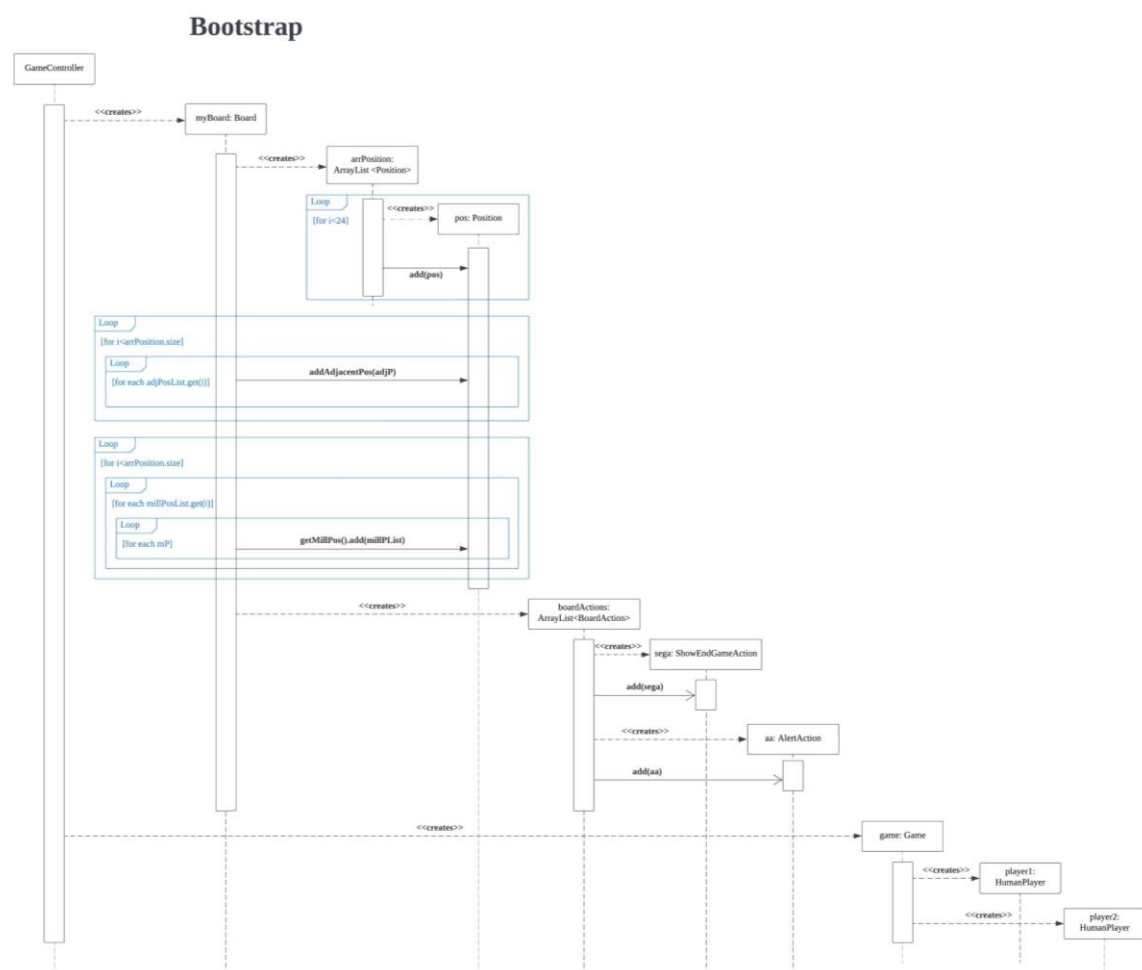 Bootstrap
GameController
<<creates>>
myBoard: Board
<<creates>>
arrPosition:
ArrayList <Position>
Loop
[for i<24]
<<creates>>
pos: Position
add(pos)
Loop
[for i<arrPosition.size]
Loop
[for each adjPosList.get(i)]
addAdjacentPos(adjP)
Loop
[for i<arrPosition.size]
Loop
[for each millPosList.get(i)]
Loop
[for each mP]
getMillPos().add(millPList)
<<creates>>
boardActions:
ArrayList<BoardAction>
<<creates>>
sega: ShowEndGameAction
add(sega)
<<creates>>
aa: AlertAction
add(aa)
<<creates>>
game: Game
<<creates>>
player1:
HumanPlayer
<<creates>>
player2:
HumanPlayer